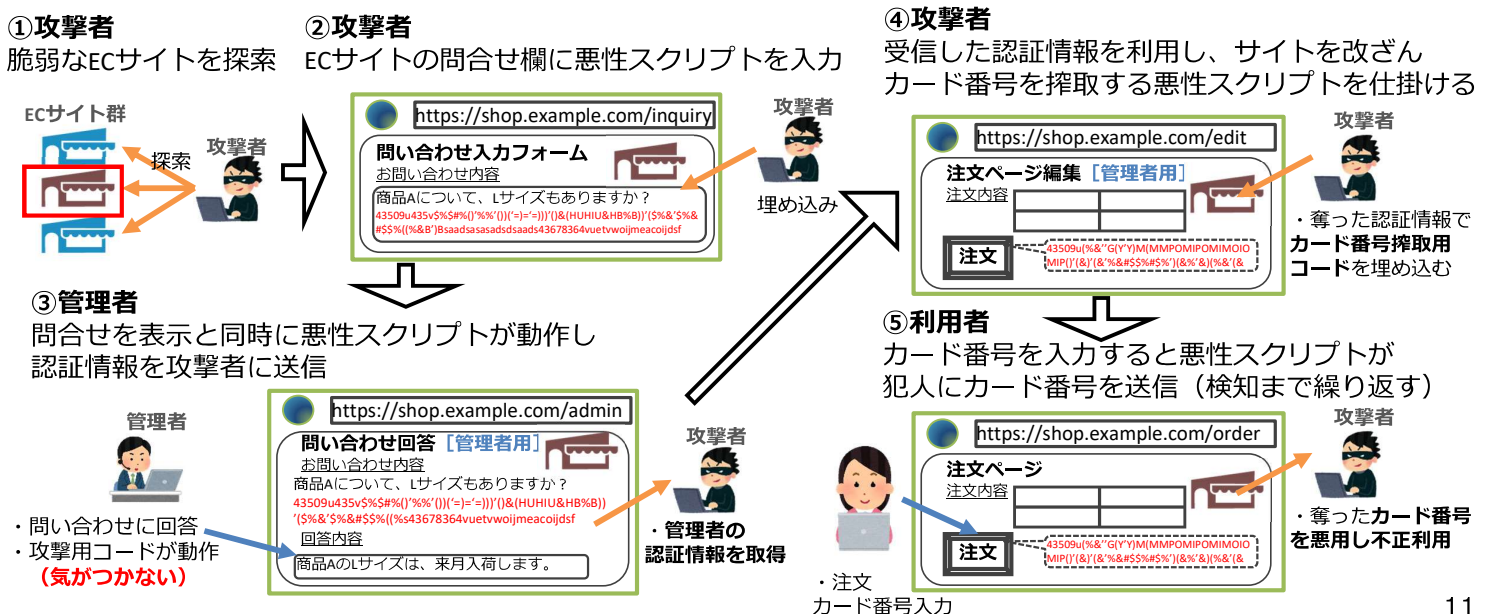 ①攻撃者
脆弱なECサイトを探索
ECサイト群
攻撃者
探索
②攻撃者
ECサイトの問合せ欄に悪性スクリプトを入力
https://shop.example.com/inquiry
問い合わせ入力フォーム
お問い合わせ内容
商品Aについて、Lサイズもありますか？
43509u435v$%$#%()'%%'())('=)='=)))'()&(HUHIU&HB%B))'($%&'$%&
#$$%((%&B')Bsaadsasasadsdsaads43678364vuetvwoijmeacoijdsf
攻撃者
埋め込み
③管理者
問合せを表示と同時に悪性スクリプトが動作し
認証情報を攻撃者に送信
管理者
・問い合わせに回答
・攻撃用コードが動作
（気がつかない）
https://shop.example.com/admin
問い合わせ回答［管理者用］
お問い合わせ内容
商品Aについて、Lサイズもありますか？
43509u435v$%$#%()'%%'())('=)='=)))'()&(HUHIU&HB%B))
'($%&'$%&#$$%((%s43678364vuetvwoijmeacoijdsf
回答内容
商品AのLサイズは、来月入荷します。
攻撃者
・管理者の
認証情報を取得
④攻撃者
受信した認証情報を利用し、サイトを改ざん
カード番号を搾取する悪性スクリプトを仕掛ける
https://shop.example.com/edit
注文ページ編集［管理者用］
注文内容
注文
43509u(%&''G(Y'Y)M(MMPOMIPOMIMOIO
MIP()'(&)'(&'%&#$$%#$%')(&%'&)(%&'(&
攻撃者
・奪った認証情報で
カード番号搾取用
コードを埋め込む
⑤利用者
カード番号を入力すると悪性スクリプトが
犯人にカード番号を送信（検知まで繰り返す）
https://shop.example.com/order
注文ページ
注文内容
注文
43509u(%&''G(Y'Y)M(MMPOMIPOMIMOIO
MIP()'(&)'(&'%&#$$%#$%')(&%'&)(%&'(&
・注文
カード番号入力
攻撃者
・奪ったカード番号
を悪用し不正利用
11